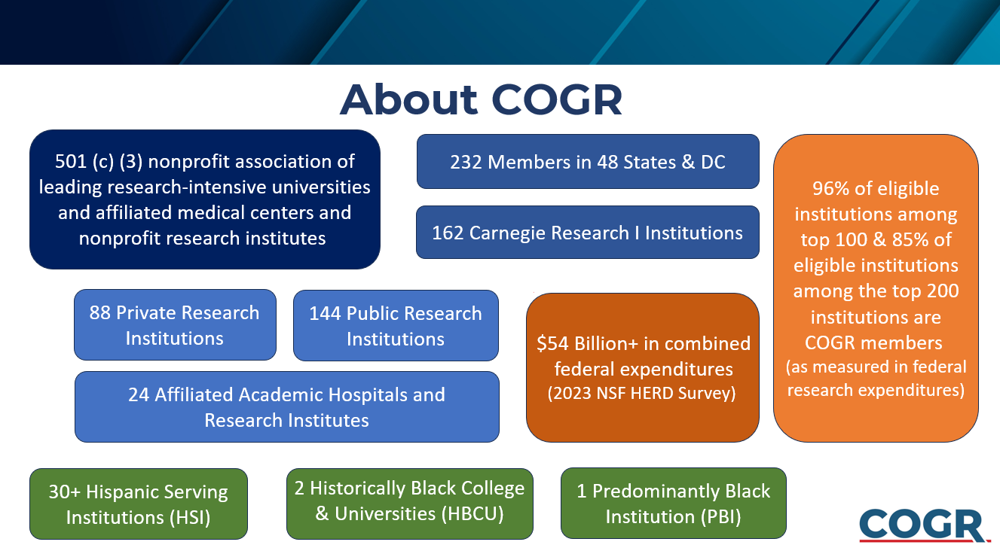 About COGR
501 (c) (3) nonprofit association of
leading research-intensive universities
and affiliated medical centers and
nonprofit research institutes
232 Members in 48 States & DC
162 Carnegie Research I Institutions
96% of eligible
institutions among
top 100 & 85% of
eligible institutions
among the top 200
institutions are
COGR members
(as measured in federal
research expenditures)
88 Private Research
Institutions
144 Public Research
Institutions
$54 Billion+ in combined
federal expenditures
(2023 NSF HERD Survey)
24 Affiliated Academic Hospitals and
Research Institutes
30+ Hispanic Serving
Institutions (HSI)
2 Historically Black College
& Universities (HBCU)
1 Predominantly Black
Institution (PBI)
COGR